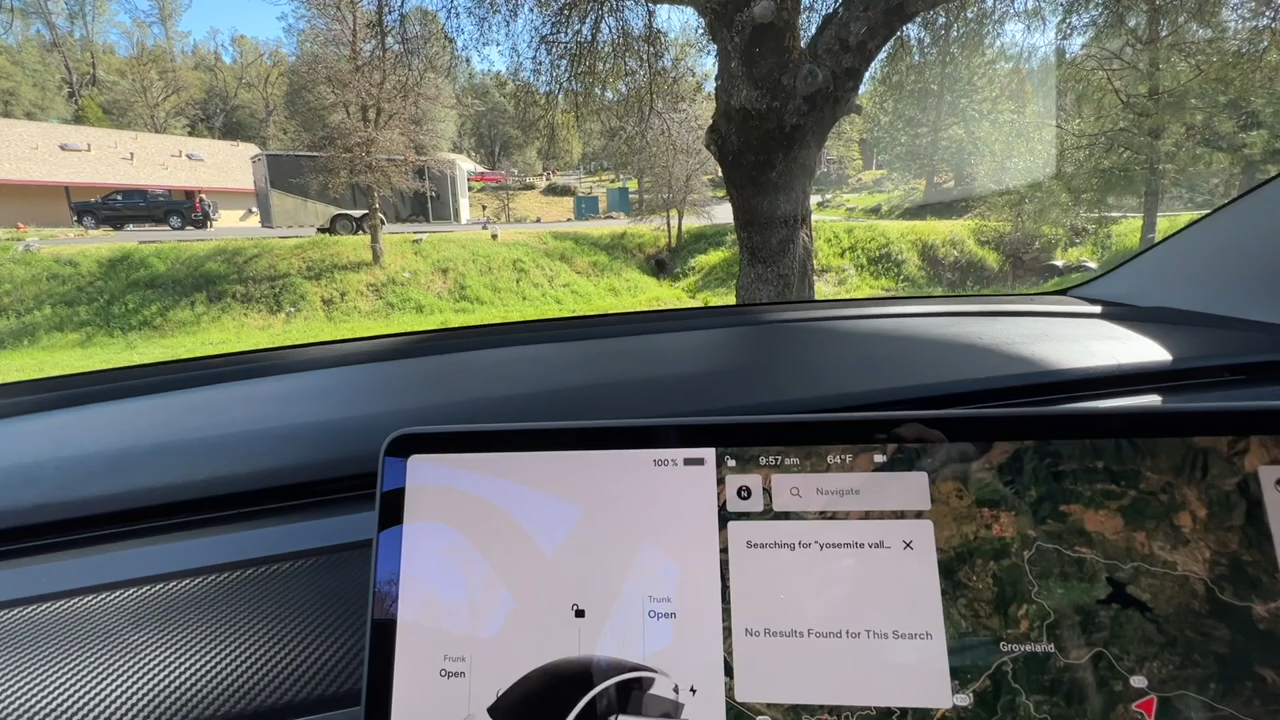 100 %
9:57 am
64°F
N
Navigate
Searching for "yosemite vall...
No Results Found for This Search
Trunk
Open
Frunk
Open
Groveland
120
120